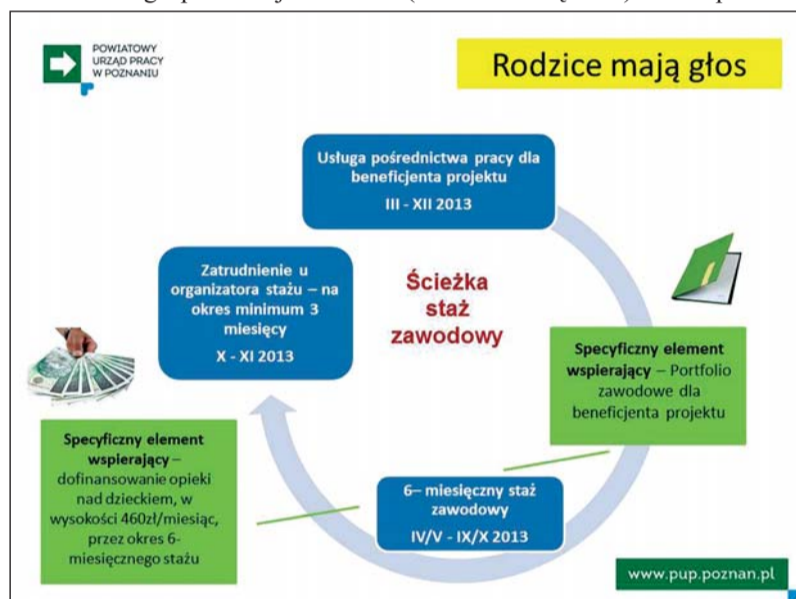 POWIATOWY
URZĄD PRACY
W POZNANIU
Rodzice mają głos
Usługa pośrednictwa pracy dla
beneficjenta projektu
III - XII 2013
Zatrudnienie u
organizatora stażu – na
okres minimum 3
miesięcy
X - XI 2013
Ścieżka
staż
zawodowy
Specyficzny element
wspierający – Portfolio
zawodowe dla
beneficjenta projektu
Specyficzny element
wspierający –
dofinansowanie opieki
nad dzieckiem, w
wysokości 460zł/miesiąc,
przez okres 6-
miesięcznego stażu
6– miesięczny staż
zawodowy
IV/V - IX/X 2013
www.pup.poznan.pl